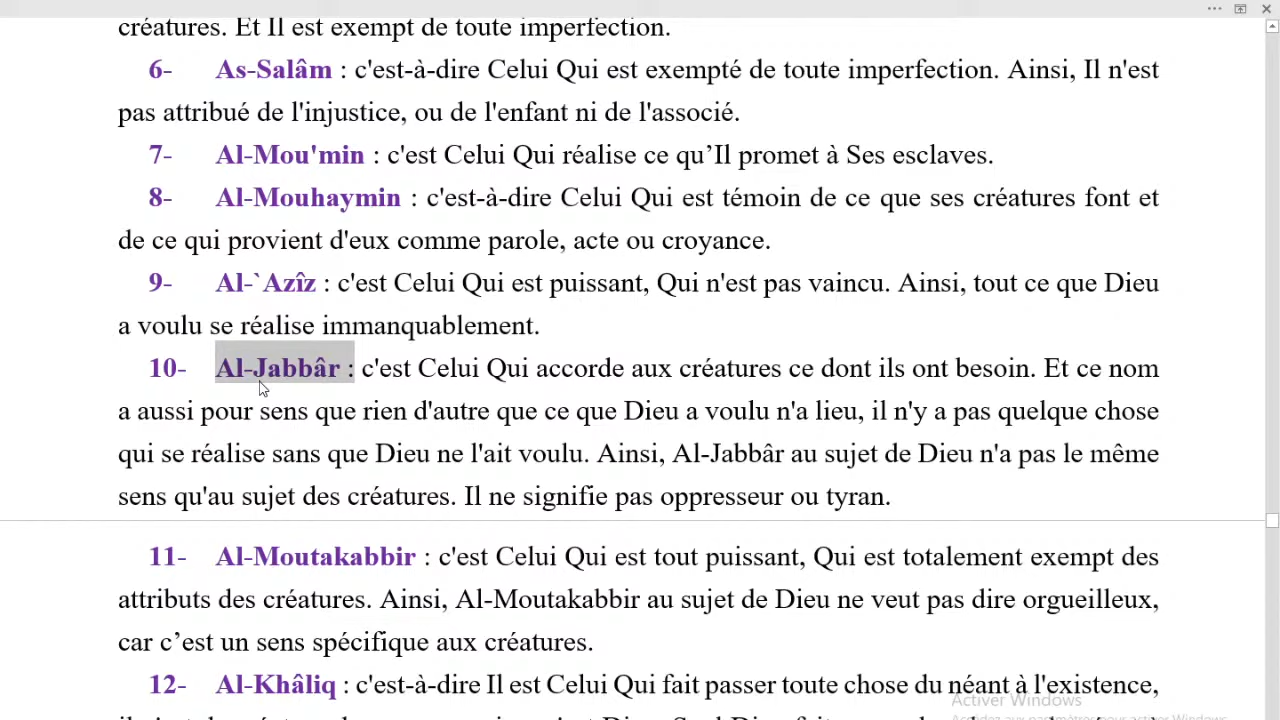 créatures. Et Il est exempt de toute imperfection.
6- As-Salâm : c'est-à-dire Celui Qui est exempté de toute imperfection. Ainsi, Il n'est
pas attribué de l'injustice, ou de l'enfant ni de l'associé.
7- Al-Mou'min : c'est Celui Qui réalise ce qu’Il promet à Ses esclaves.
8- Al-Mouhaymin : c'est-à-dire Celui Qui est témoin de ce que ses créatures font et
de ce qui provient d'eux comme parole, acte ou croyance.
9- Al-`Azîz : c'est Celui Qui est puissant, Qui n'est pas vaincu. Ainsi, tout ce que Dieu
a voulu se réalise immanquablement.
10- Al-Jabbâr : c'est Celui Qui accorde aux créatures ce dont ils ont besoin. Et ce nom
a aussi pour sens que rien d'autre que ce que Dieu a voulu n'a lieu, il n'y a pas quelque chose
qui se réalise sans que Dieu ne l'ait voulu. Ainsi, Al-Jabbâr au sujet de Dieu n'a pas le même
sens qu'au sujet des créatures. Il ne signifie pas oppresseur ou tyran.
11- Al-Moutakabbir : c'est Celui Qui est tout puissant, Qui est totalement exempt des
attributs des créatures. Ainsi, Al-Moutakabbir au sujet de Dieu ne veut pas dire orgueilleux,
car c’est un sens spécifique aux créatures.
12- Al-Khâliq : c'est-à-dire Il est Celui Qui fait passer toute chose du néant à l'existence,
Activer Windows